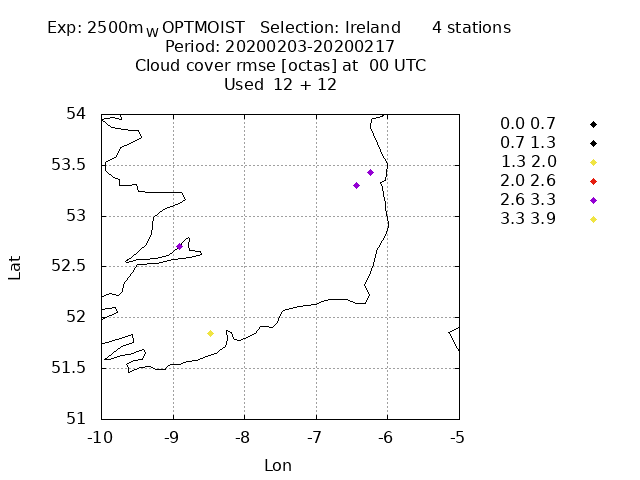 Exp: 2500m_W OPTMOIST   Selection: Ireland      4 stations
Period: 20200203-20200217
Cloud cover rmse [octas] at  00 UTC
Used  12 + 12
0.0 0.7
0.7 1.3
1.3 2.0
2.0 2.6
2.6 3.3
3.3 3.9
54
53.5
53
52.5
52
51.5
51
Lat
-10 -9 -8 -7 -6 -5
Lon